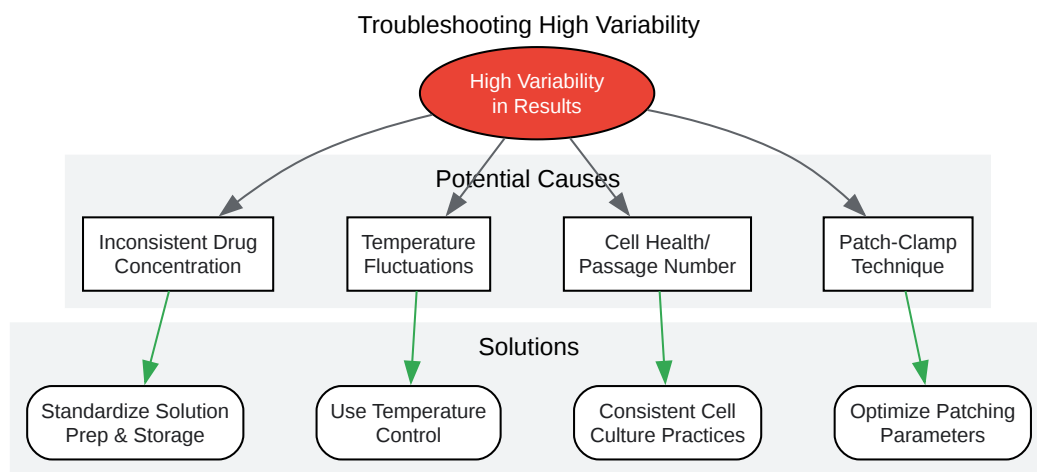 Troubleshooting High Variability
High Variability
in Results
Potential Causes
Inconsistent Drug
Concentration
Temperature
Fluctuations
Cell Health/
Passage Number
Patch-Clamp
Technique
Solutions
Standardize Solution
Prep & Storage
Use Temperature
Control
Consistent Cell
Culture Practices
Optimize Patching
Parameters